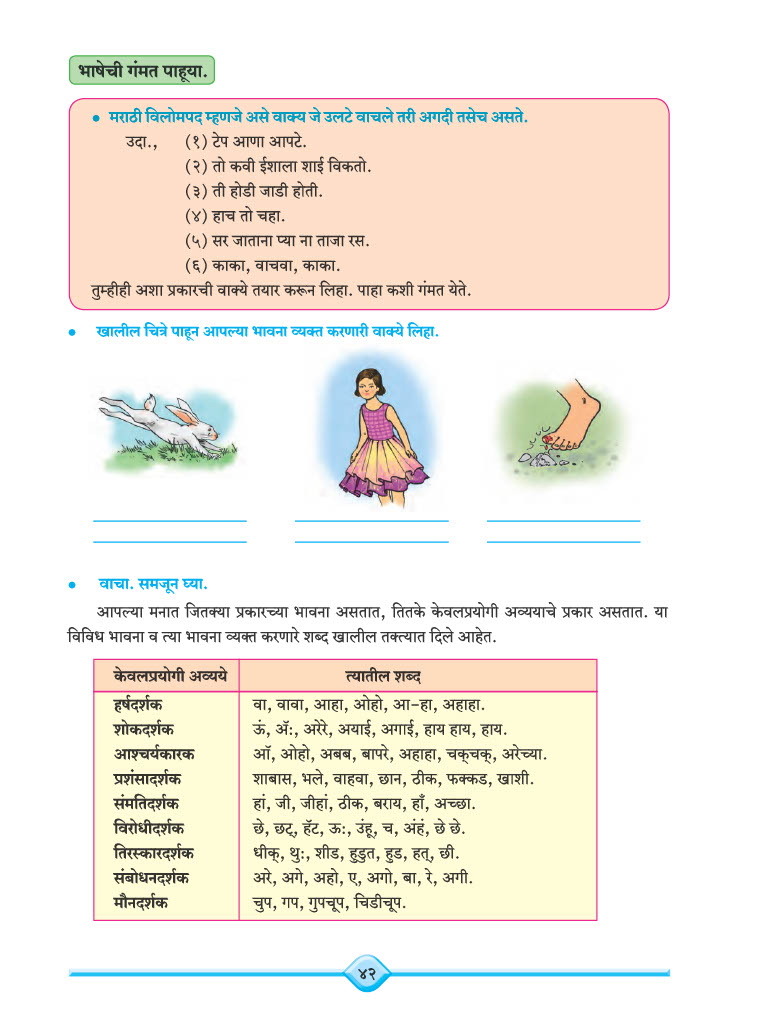 भाषेची गंमत पाहूया.
• मराठी विलोमपद म्हणजे असे वाक्य जे उलटे वाचले तरी अगदी तसेच असते.
उदा., (१) टेप आणा आपटे.
(२) तो कवी ईशाला शाई विकतो.
(३) ती होडी जाडी होती.
(४) हाच तो चहा.
(५) सर जाताना प्या ना ताजा रस.
(६) काका, वाचवा, काका.
तुम्हीही अशा प्रकारची वाक्ये तयार करून लिहा. पाहा कशी गंमत येते.
• खालील चित्रे पाहून आपल्या भावना व्यक्त करणारी वाक्ये लिहा.
• वाचा. समजून घ्या.
आपल्या मनात जितक्या प्रकारच्या भावना असतात, तितके केवलप्रयोगी अव्ययाचे प्रकार असतात. या
विविध भावना व त्या भावना व्यक्त करणारे शब्द खालील तक्त्यात दिले आहेत.
केवलप्रयोगी अव्यये त्यातील शब्द
हर्षदर्शक वा, वावा, आहा, ओहो, आ-हा, अहाहा.
शोकदर्शक ऊं, ॲ:, अरेरे, अयाई, अगाई, हाय हाय, हाय.
आश्चर्यकारक ऑ, ओहो, अबब, बापरे, अहाहा, चक्चक्, अरेच्या.
प्रशंसादर्शक शाबास, भले, वाहवा, छान, ठीक, फक्कड, खाशी.
संमतिदर्शक हां, जी, जीहां, ठीक, बराय, हाँ, अच्छा.
विरोधीदर्शक छे, छट्, हॅट, ऊ:, उंहू, च, अंहं, छे छे.
तिरस्कारदर्शक धीक्, थु:, शीड, हुडुत, हुड, हत्, छी.
संबोधनदर्शक अरे, अगे, अहो, ए, अगो, बा, रे, अगी.
मौनदर्शक चुप, गप, गुपचूप, चिडीचूप.
४२